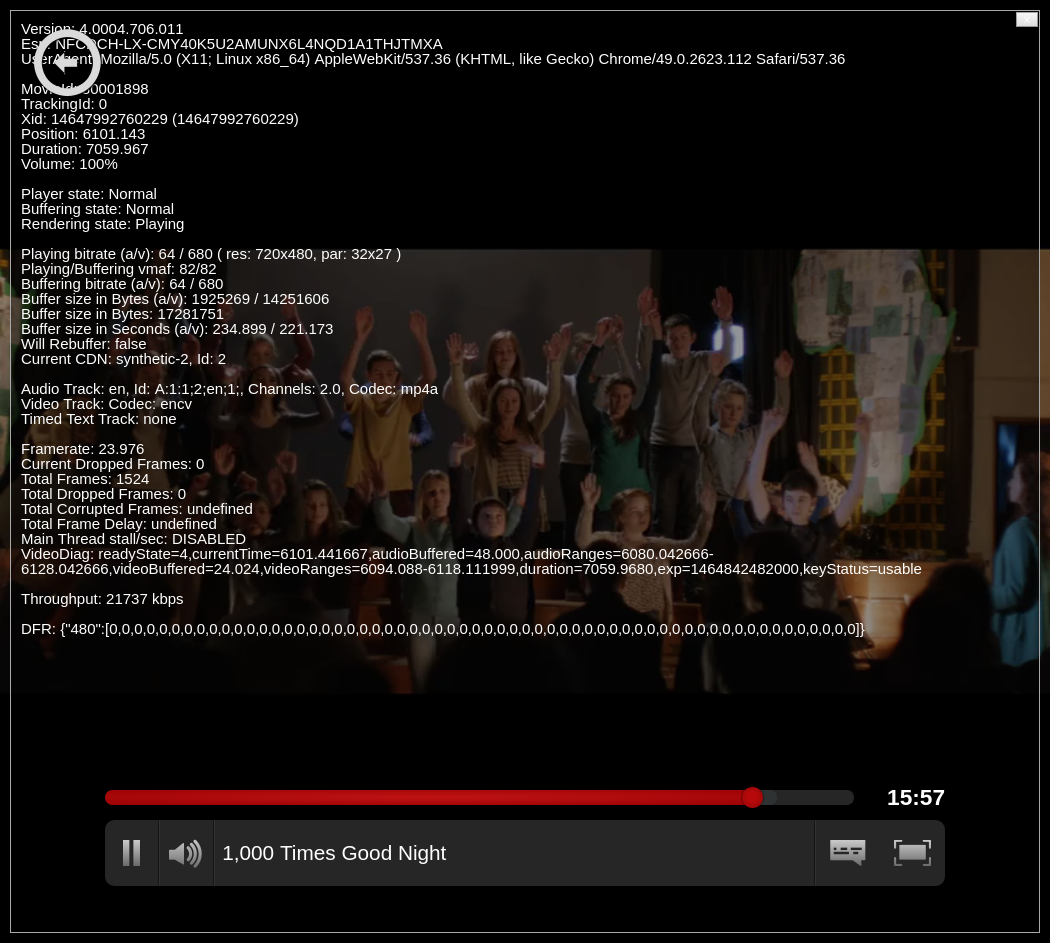 Version: 4.0004.706.011
Esn: NFCDCH-LX-CMY40K5U2AMUNX6L4NQD1A1THJTMXA
UserAgent: Mozilla/5.0 (X11; Linux x86_64) AppleWebKit/537.36 (KHTML, like Gecko) Chrome/49.0.2623.112 Safari/537.36
MovieId: 80001898
TrackingId: 0
Xid: 14647992760229 (14647992760229)
Position: 6101.143
Duration: 7059.967
Volume: 100%
Player state: Normal
Buffering state: Normal
Rendering state: Playing
Playing bitrate (a/v): 64 / 680 ( res: 720x480, par: 32x27 )
Playing/Buffering vmaf: 82/82
Buffering bitrate (a/v): 64 / 680
Buffer size in Bytes (a/v): 1925269 / 14251606
Buffer size in Bytes: 17281751
Buffer size in Seconds (a/v): 234.899 / 221.173
Will Rebuffer: false
Current CDN: synthetic-2, Id: 2
Audio Track: en, Id: A:1:1;2;en;1;, Channels: 2.0, Codec: mp4a
Video Track: Codec: encv
Timed Text Track: none
Framerate: 23.976
Current Dropped Frames: 0
Total Frames: 1524
Total Dropped Frames: 0
Total Corrupted Frames: undefined
Total Frame Delay: undefined
Main Thread stall/sec: DISABLED
VideoDiag: readyState=4,currentTime=6101.441667,audioBuffered=48.000,audioRanges=6080.042666-
6128.042666,videoBuffered=24.024,videoRanges=6094.088-6118.111999,duration=7059.9680,exp=1464842482000,keyStatus=usable
Throughput: 21737 kbps
DFR: {"480":[0,0,0,0,0,0,0,0,0,0,0,0,0,0,0,0,0,0,0,0,0,0,0,0,0,0,0,0,0,0,0,0,0,0,0,0,0,0,0,0,0,0,0,0,0,0,0,0,0,0,0,0,0,0,0,0,0,0,0,0]}
15:57
1,000 Times Good Night